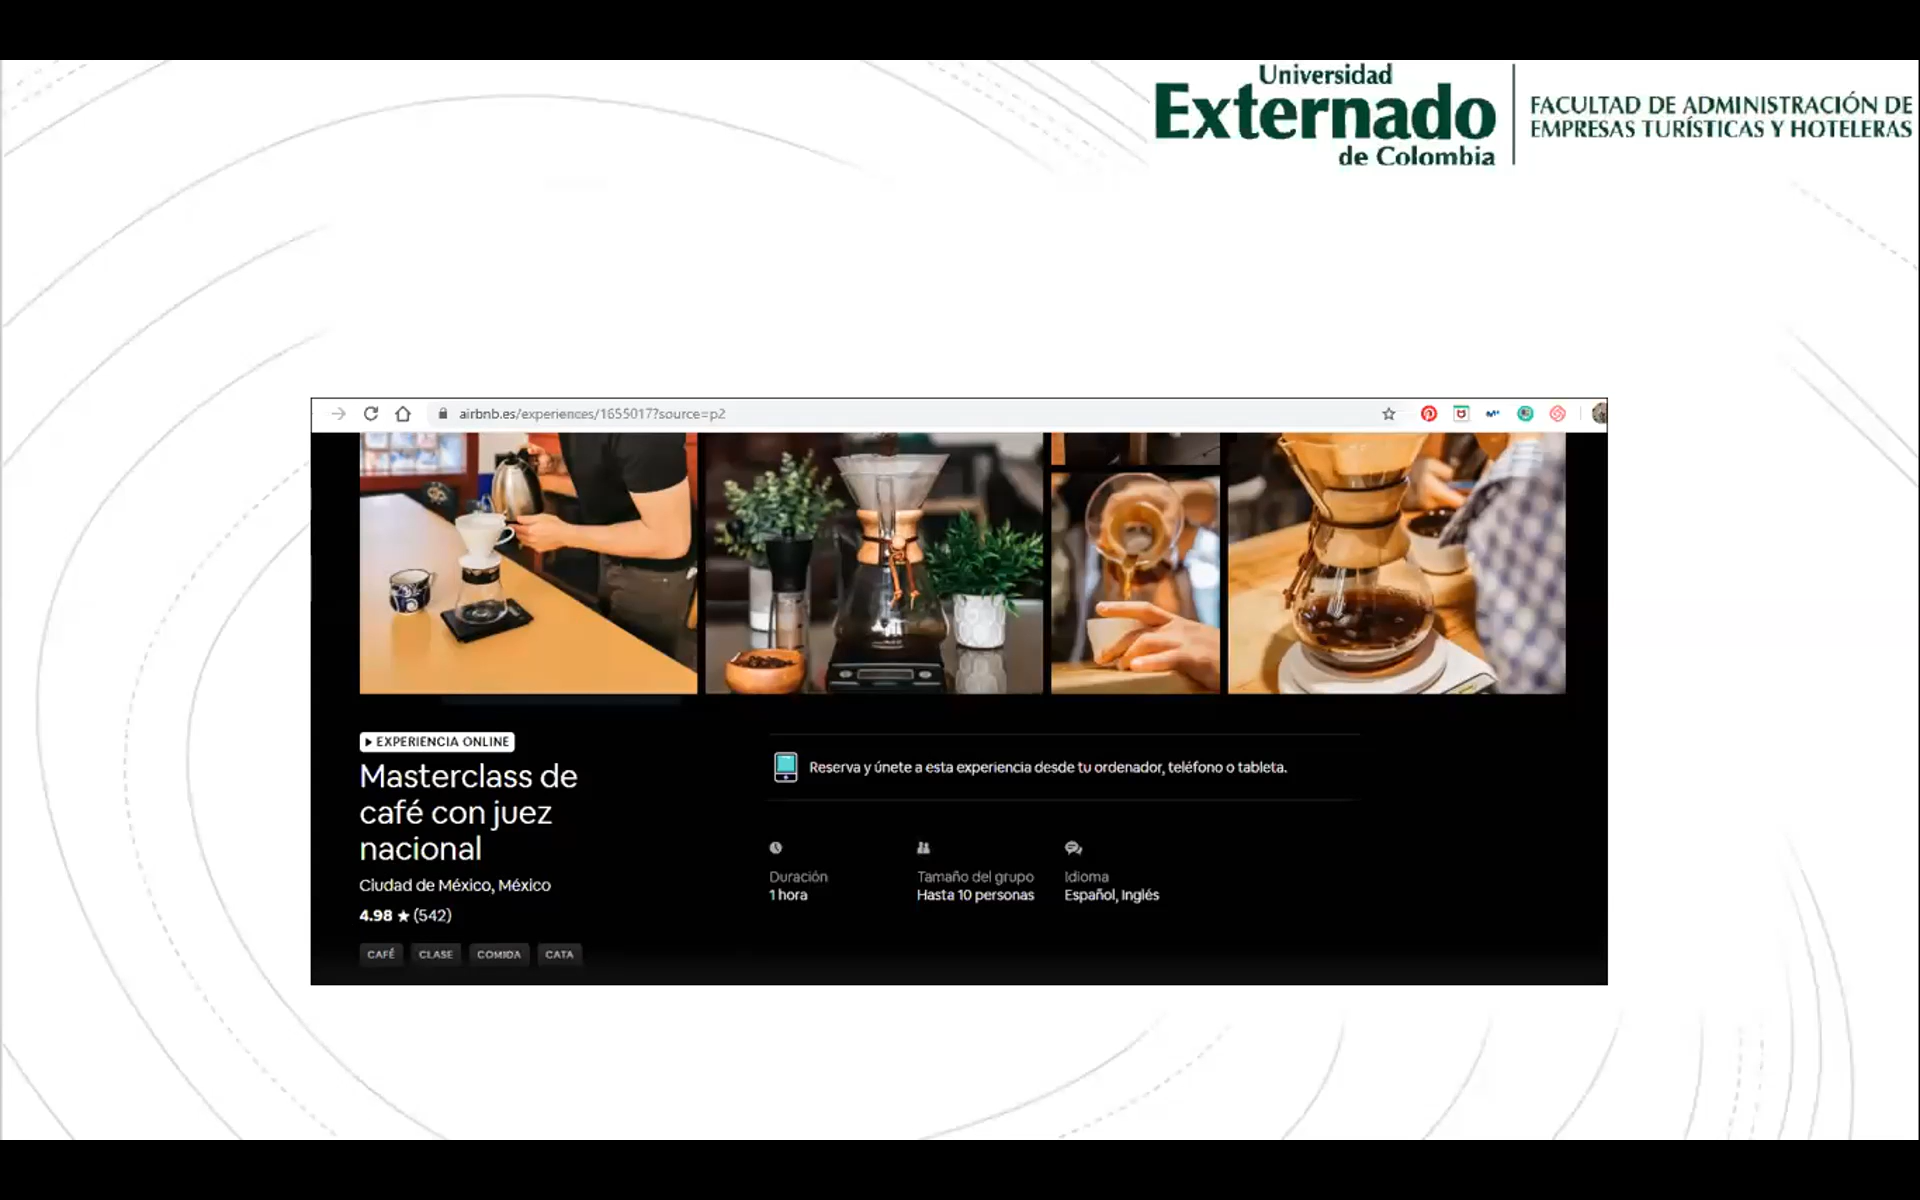 Universidad
Externado
de Colombia
FACULTAD DE ADMINISTRACIÓN DE
EMPRESAS TURÍSTICAS Y HOTELERAS
airbnb.es/experiences/1655017?source=p2
EXPERIENCIA ONLINE
Masterclass de
café con juez
nacional
Ciudad de México, México
4.98 ★ (542)
CAFÉ CLASE COMIDA CATA
Reserva y únete a esta experiencia desde tu ordenador, teléfono o tableta.
Duración
1 hora
Tamaño del grupo
Hasta 10 personas
Idioma
Español, Inglés